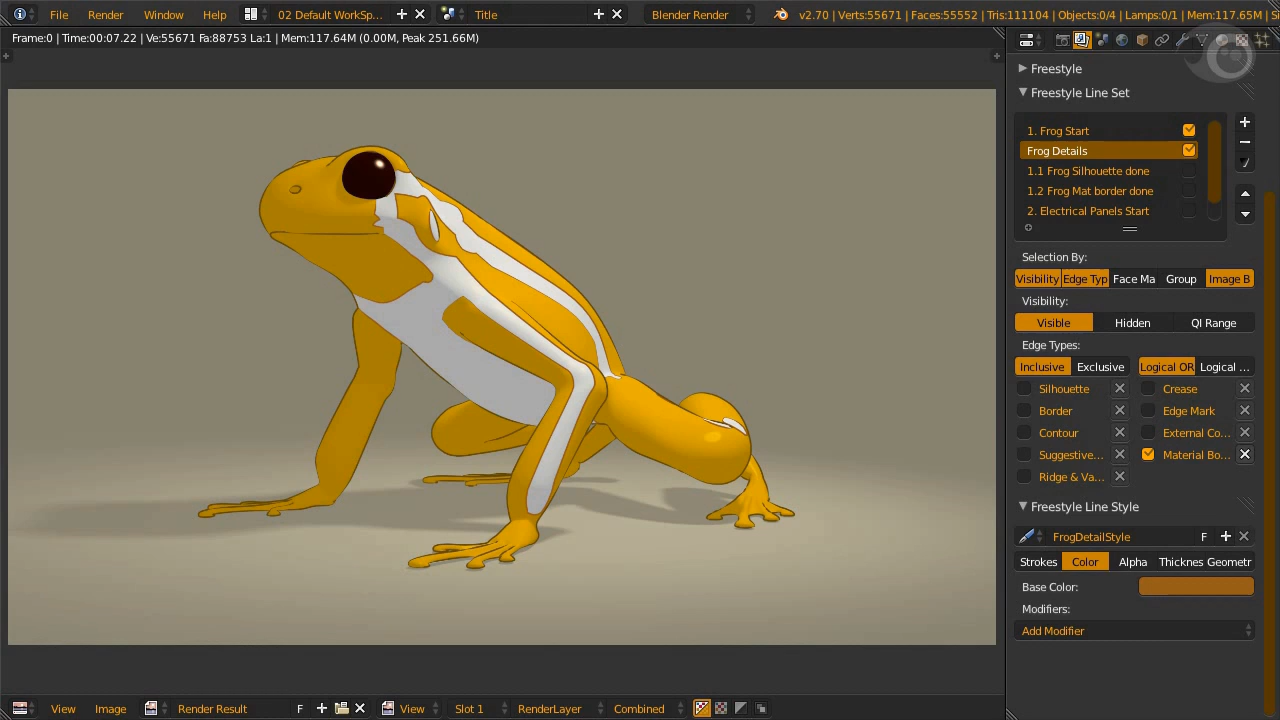 File Render Window Help 02 Default WorkSp... Title Blender Render v2.70 | Verts:55671 | Faces:55552 | Tris:111104 | Objects:0/4 | Lamps:0/1 | Mem:117.65M |
Frame:0 | Time:00:07.22 | Ve:55671 Fa:88753 La:1 | Mem:117.64M (0.00M, Peak 251.66M)
Freestyle
Freestyle Line Set
1. Frog Start
Frog Details
1.1 Frog Silhouette done
1.2 Frog Mat border done
2. Electrical Panels Start
Selection By:
Visibility Edge Typ Face Ma Group Image B
Visibility:
Visible Hidden QI Range
Edge Types:
Inclusive Exclusive Logical OR Logical ...
Silhouette Crease
Border Edge Mark
Contour External Co...
Suggestive... Material Bo...
Ridge & Va...
Freestyle Line Style
FrogDetailStyle F
Strokes Color Alpha Thicknes Geometr
Base Color:
Modifiers:
Add Modifier
View Image Render Result F View Slot 1 RenderLayer Combined